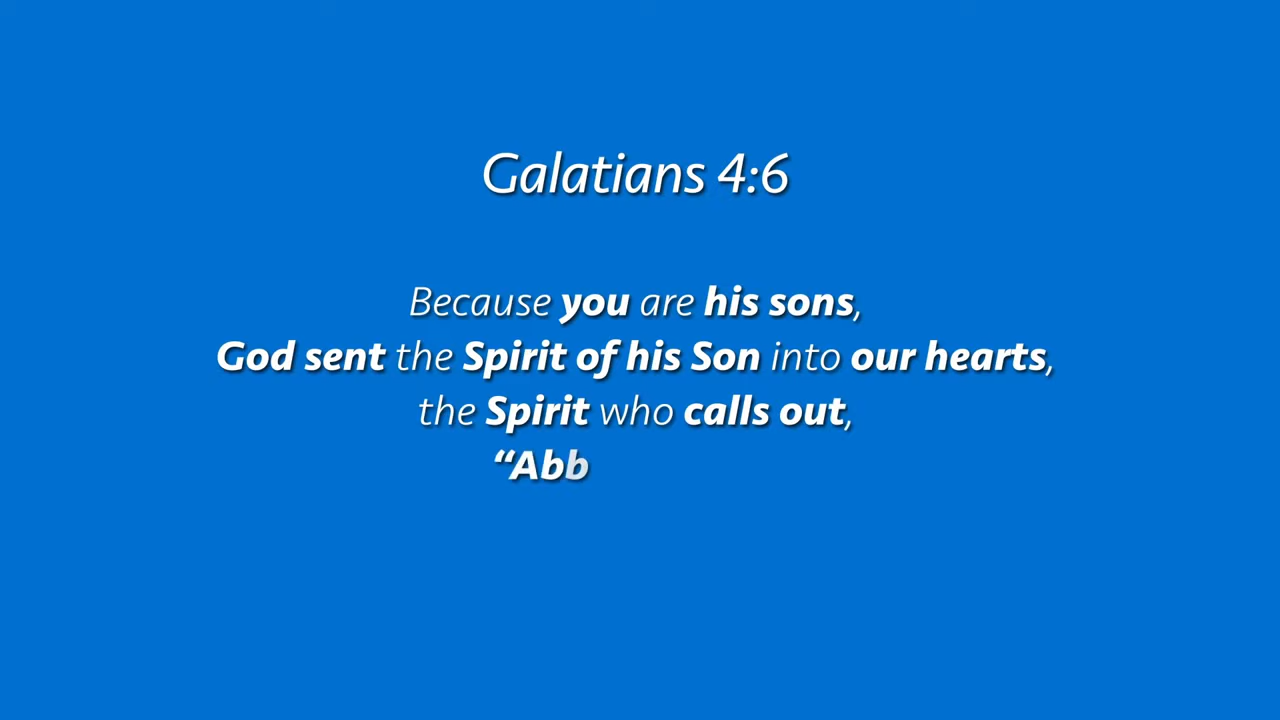 Galatians 4:6
Because you are his sons,
God sent the Spirit of his Son into our hearts,
the Spirit who calls out,
“Abb